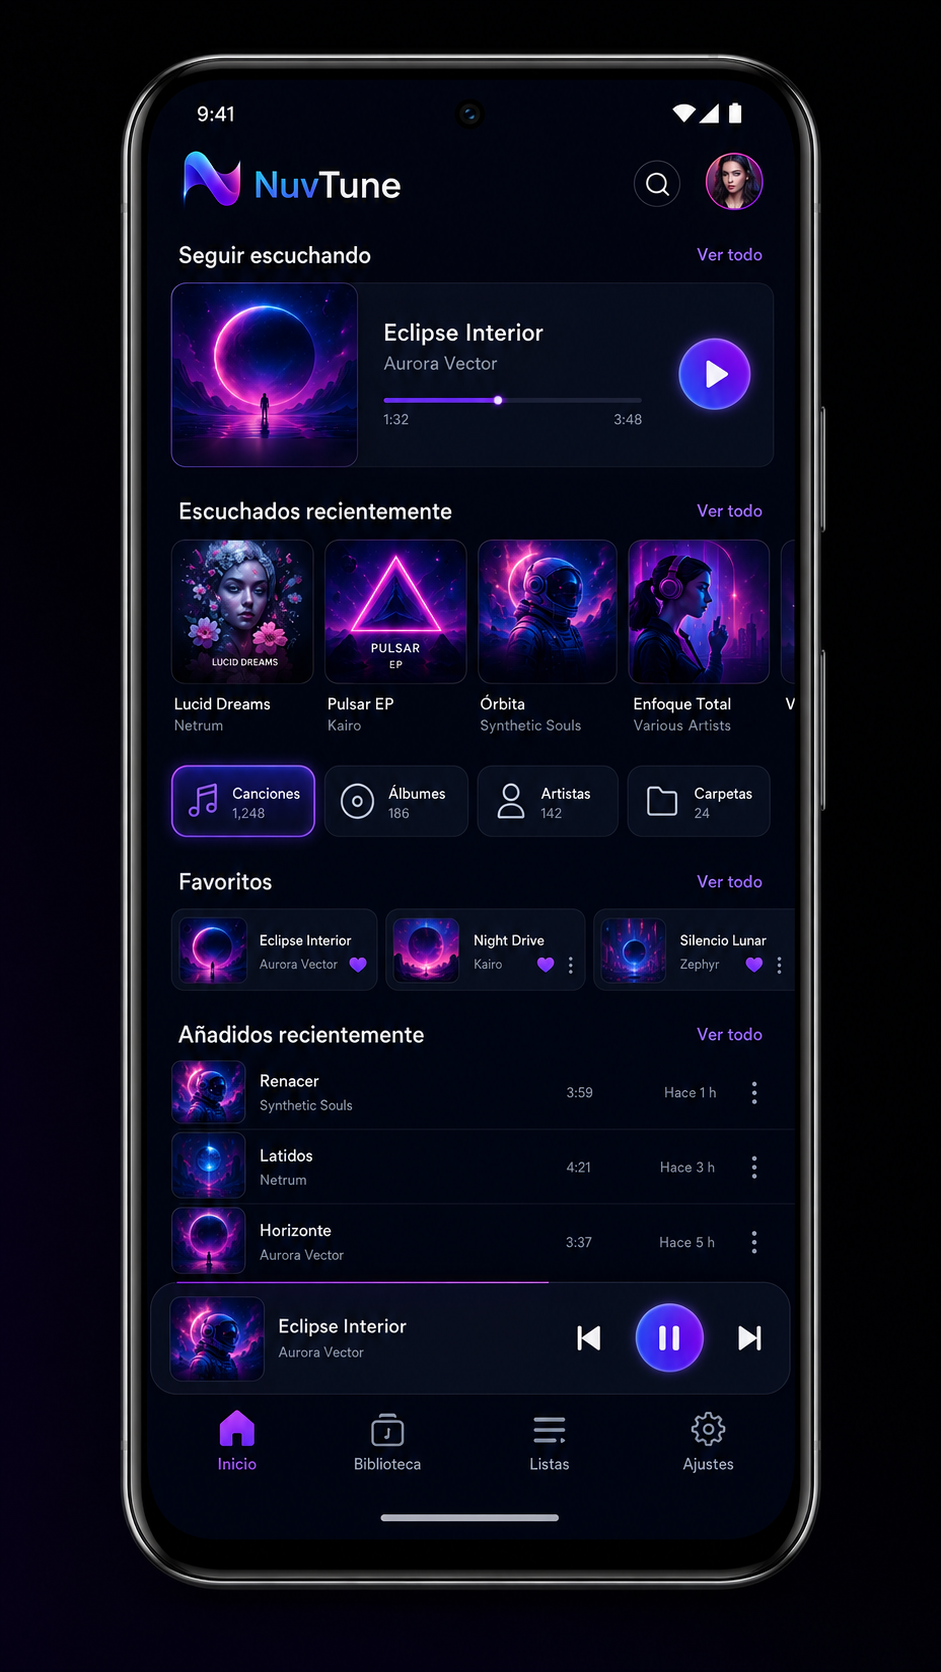 9:41
NuvTune
Seguir escuchando
Ver todo
Eclipse Interior
Aurora Vector
1:32
3:48
Escuchados recientemente
Ver todo
LUCID DREAMS
PULSAR
EP
Lucid Dreams
Netrum
Pulsar EP
Kairo
Órbita
Synthetic Souls
Enfoque Total
Various Artists
V
Canciones
1,248
Álbumes
186
Artistas
142
Carpetas
24
Favoritos
Ver todo
Eclipse Interior
Aurora Vector
Night Drive
Kairo
Silencio Lunar
Zephyr
Añadidos recientemente
Ver todo
Renacer
Synthetic Souls
3:59
Hace 1 h
Latidos
Netrum
4:21
Hace 3 h
Horizonte
Aurora Vector
3:37
Hace 5 h
Eclipse Interior
Aurora Vector
Inicio
Biblioteca
Listas
Ajustes